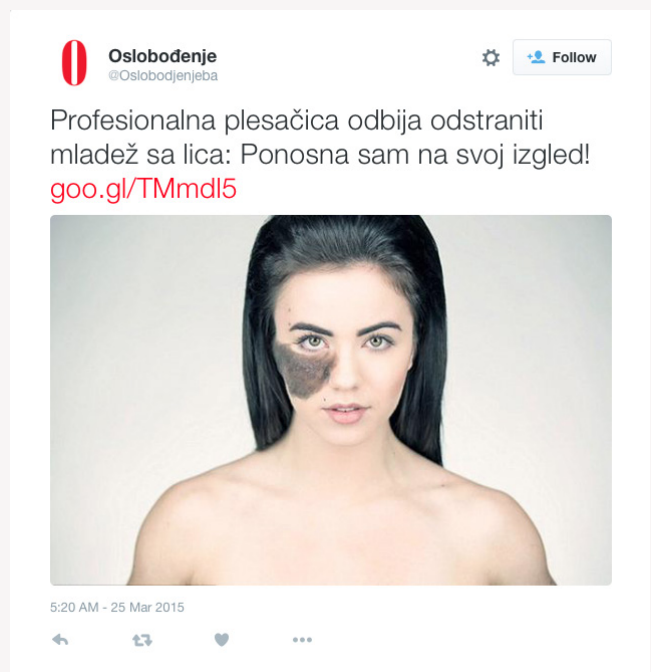 Oslobođenje
@Oslobodjenjeba
Follow
Profesionalna plesačica odbija odstraniti
mladež sa lica: Ponosna sam na svoj izgled!
goo.gl/TMmdl5
5:20 AM - 25 Mar 2015